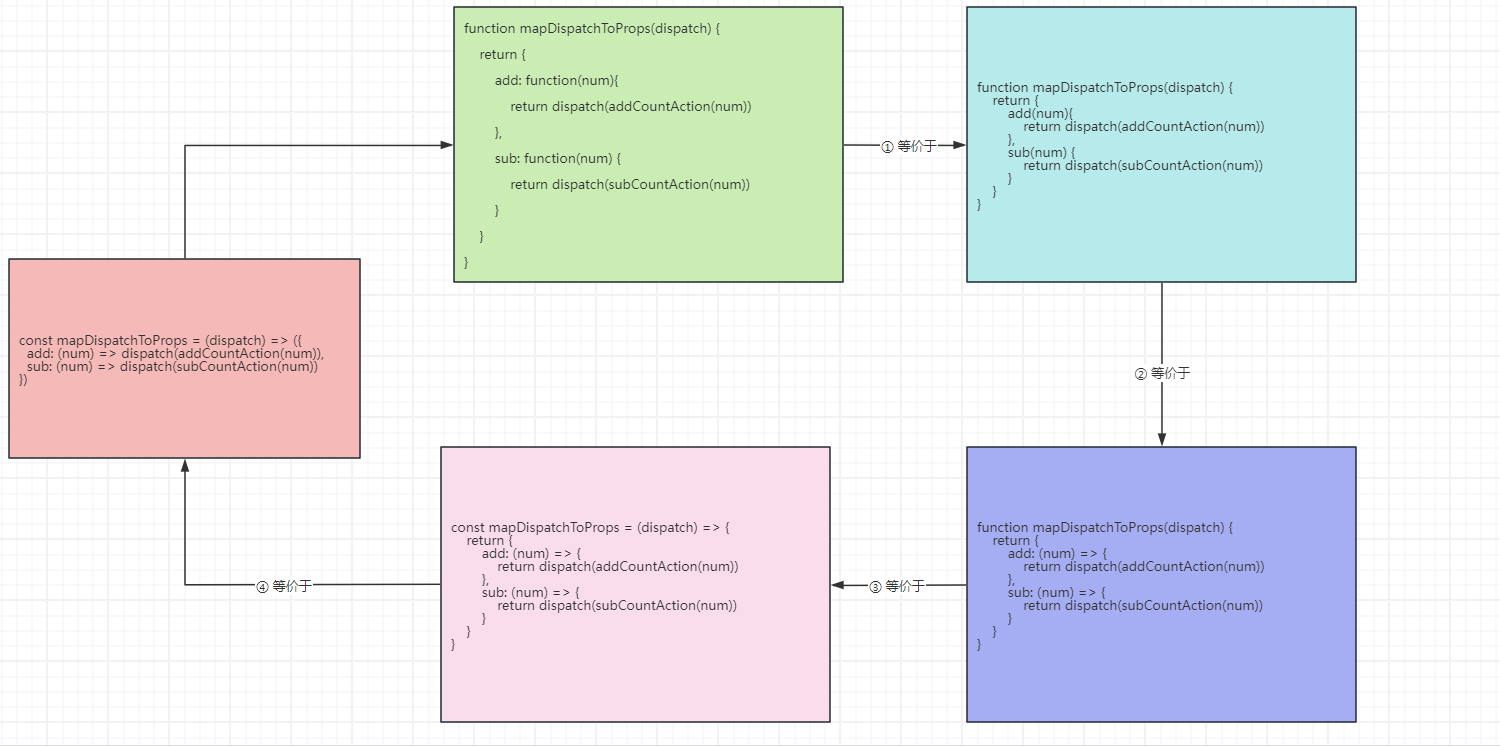 function mapDispatchToProps(dispatch) {
return {
add: function(num){
return dispatch(addCountAction(num))
},
sub: function(num) {
return dispatch(subCountAction(num))
}
}
}
① 等价于
function mapDispatchToProps(dispatch) {
return {
add(num){
return dispatch(addCountAction(num))
},
sub(num) {
return dispatch(subCountAction(num))
}
}
}
② 等价于
function mapDispatchToProps(dispatch) {
return {
add: (num) => {
return dispatch(addCountAction(num))
},
sub: (num) => {
return dispatch(subCountAction(num))
}
}
}
③ 等价于
const mapDispatchToProps = (dispatch) => {
return {
add: (num) => {
return dispatch(addCountAction(num))
},
sub: (num) => {
return dispatch(subCountAction(num))
}
}
}
④ 等价于
const mapDispatchToProps = (dispatch) => ({
add: (num) => dispatch(addCountAction(num)),
sub: (num) => dispatch(subCountAction(num))
})